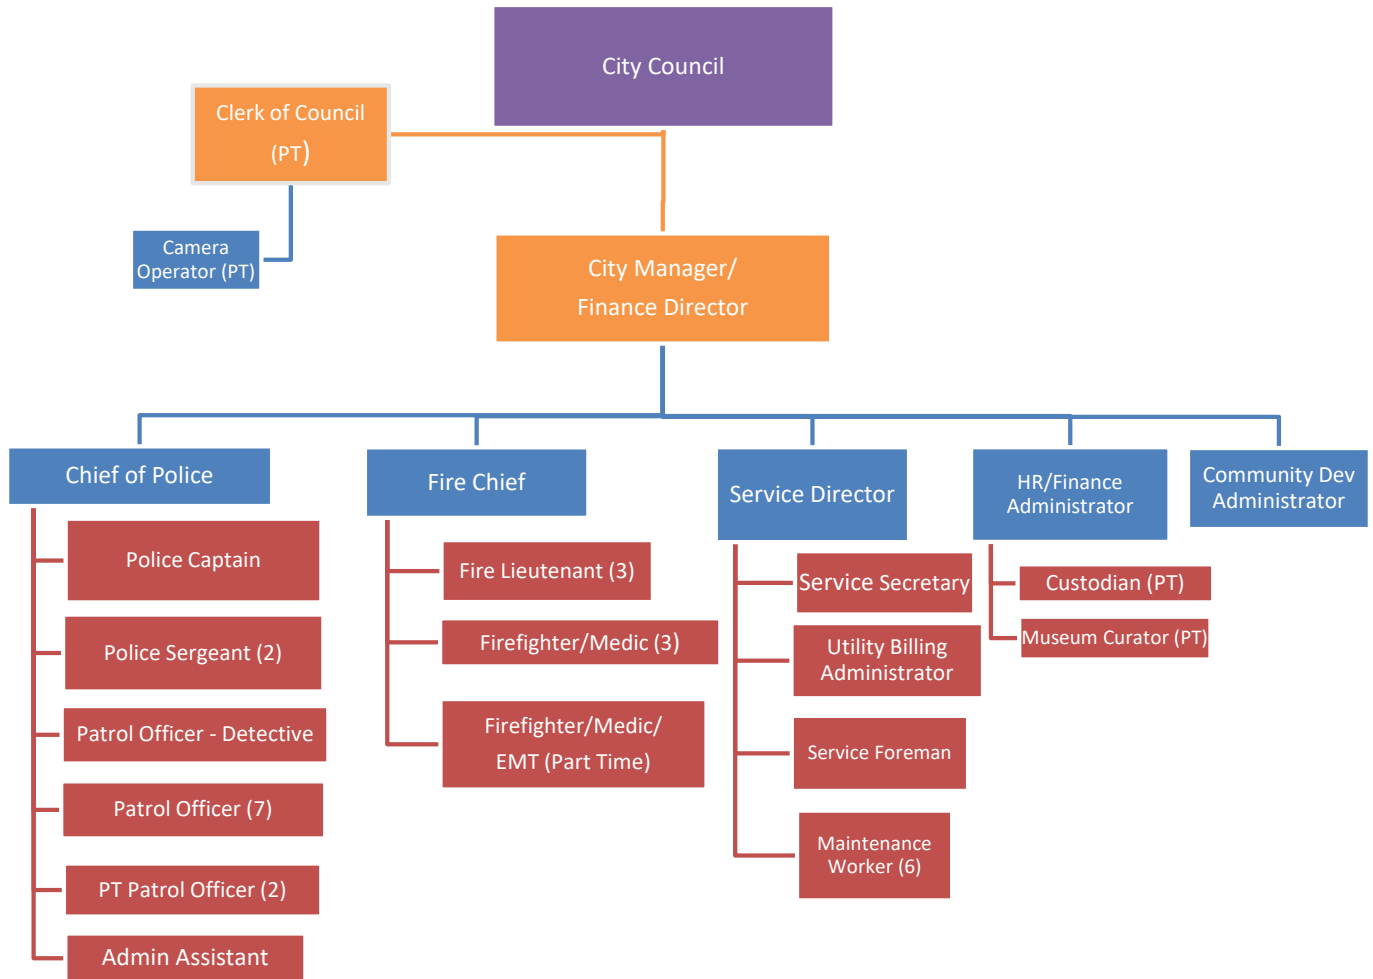 City Council
Clerk of Council
(PT)
Camera
Operator (PT)
City Manager/
Finance Director
Chief of Police
Police Captain
Police Sergeant (2)
Patrol Officer - Detective
Patrol Officer (7)
PT Patrol Officer (2)
Admin Assistant
Fire Chief
Fire Lieutenant (3)
Firefighter/Medic (3)
Firefighter/Medic/
EMT (Part Time)
Service Director
Service Secretary
Utility Billing
Administrator
Service Foreman
Maintenance
Worker (6)
HR/Finance
Administrator
Custodian (PT)
Museum Curator (PT)
Community Dev
Administrator